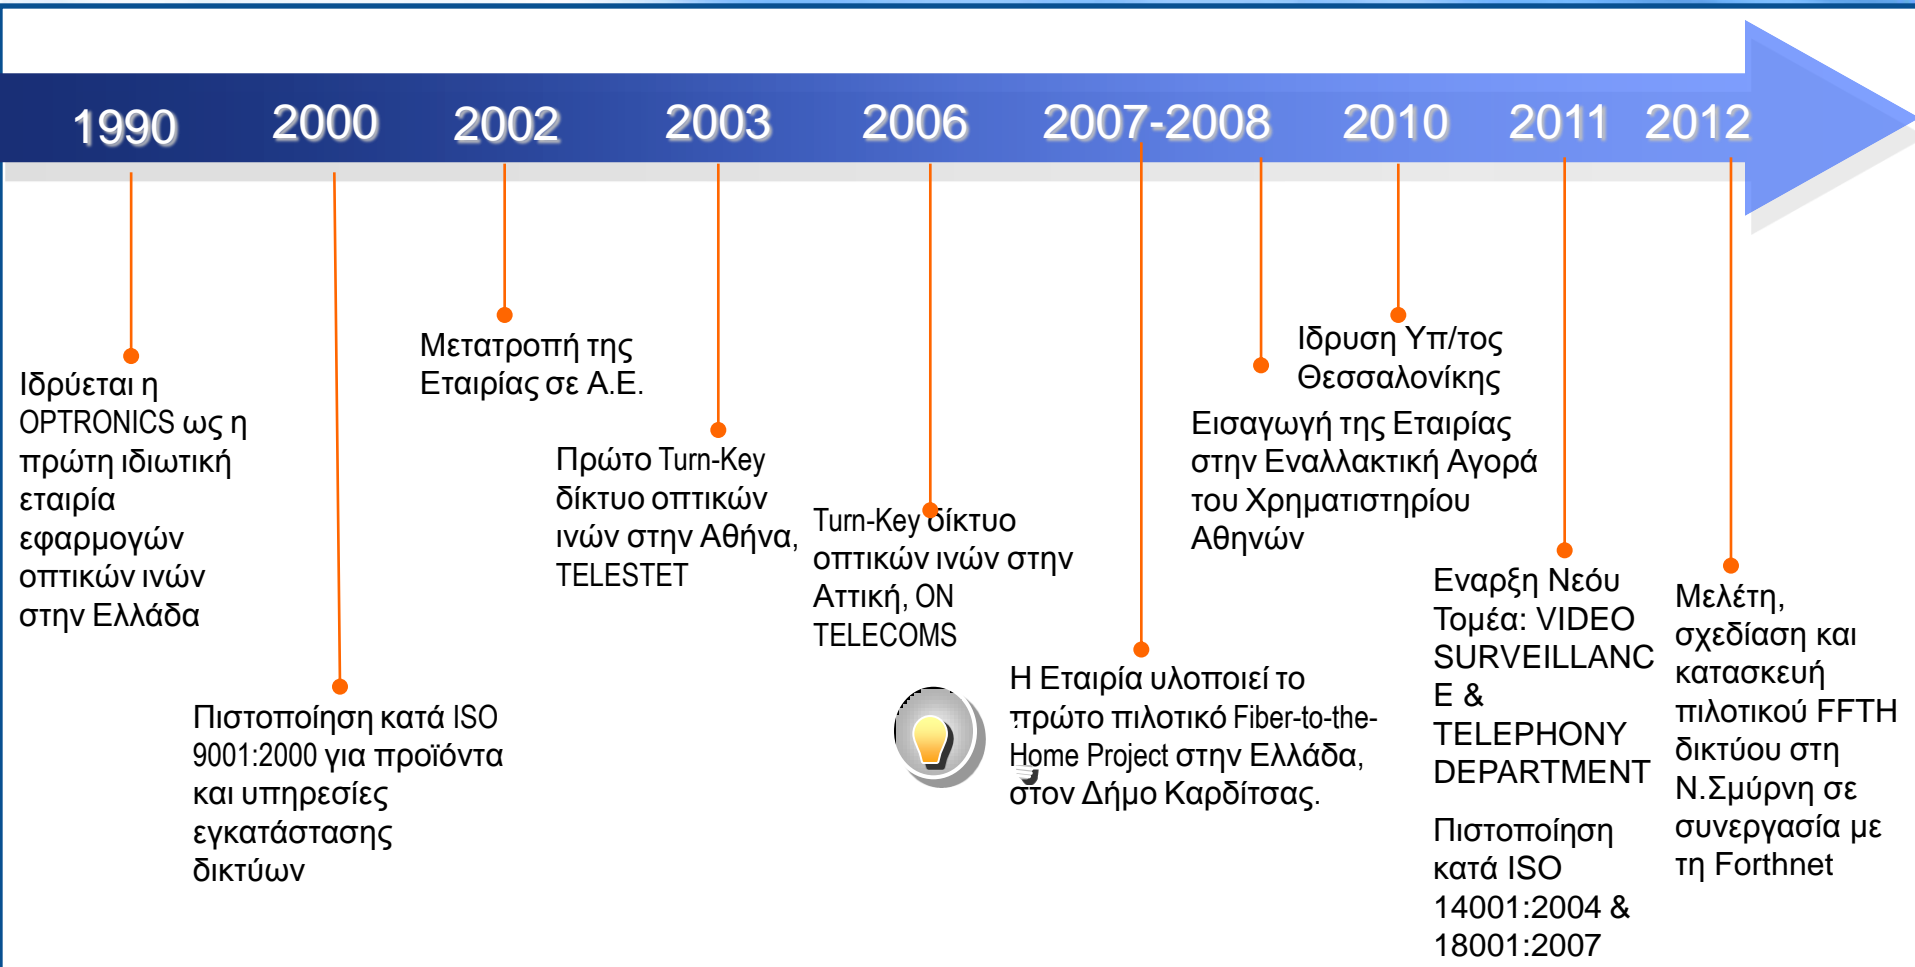 1990 2000 2002 2003 2006 2007-2008 2010 2011 2012
Ιδρύεται η
OPTRONICS ως η
πρώτη ιδιωτική
εταιρία
εφαρμογών
οπτικών ινών
στην Ελλάδα
Πιστοποίηση κατά ISO
9001:2000 για προϊόντα
και υπηρεσίες
εγκατάστασης
δικτύων
Μετατροπή της
Εταιρίας σε Α.Ε.
Πρώτο Turn-Key
δίκτυο οπτικών
ινών στην Αθήνα,
TELESTET
Turn-Key δίκτυο
οπτικών ινών στην
Αττική, ON
TELECOMS
Η Εταιρία υλοποιεί το
πρώτο πιλοτικό Fiber-to-the-
Home Project στην Ελλάδα,
στον Δήμο Καρδίτσας.
Εισαγωγή της Εταιρίας
στην Εναλλακτική Αγορά
του Χρηματιστηρίου
Αθηνών
Ιδρυση Υπ/τος
Θεσσαλονίκης
Εναρξη Νεόυ
Τομέα: VIDEO
SURVEILLANC
E &
TELEPHONY
DEPARTMENT
Πιστοποίηση
κατά ISO
14001:2004 &
18001:2007
Μελέτη,
σχεδίαση και
κατασκευή
πιλοτικού FFTH
δικτύου στη
Ν.Σμύρνη σε
συνεργασία με
τη Forthnet